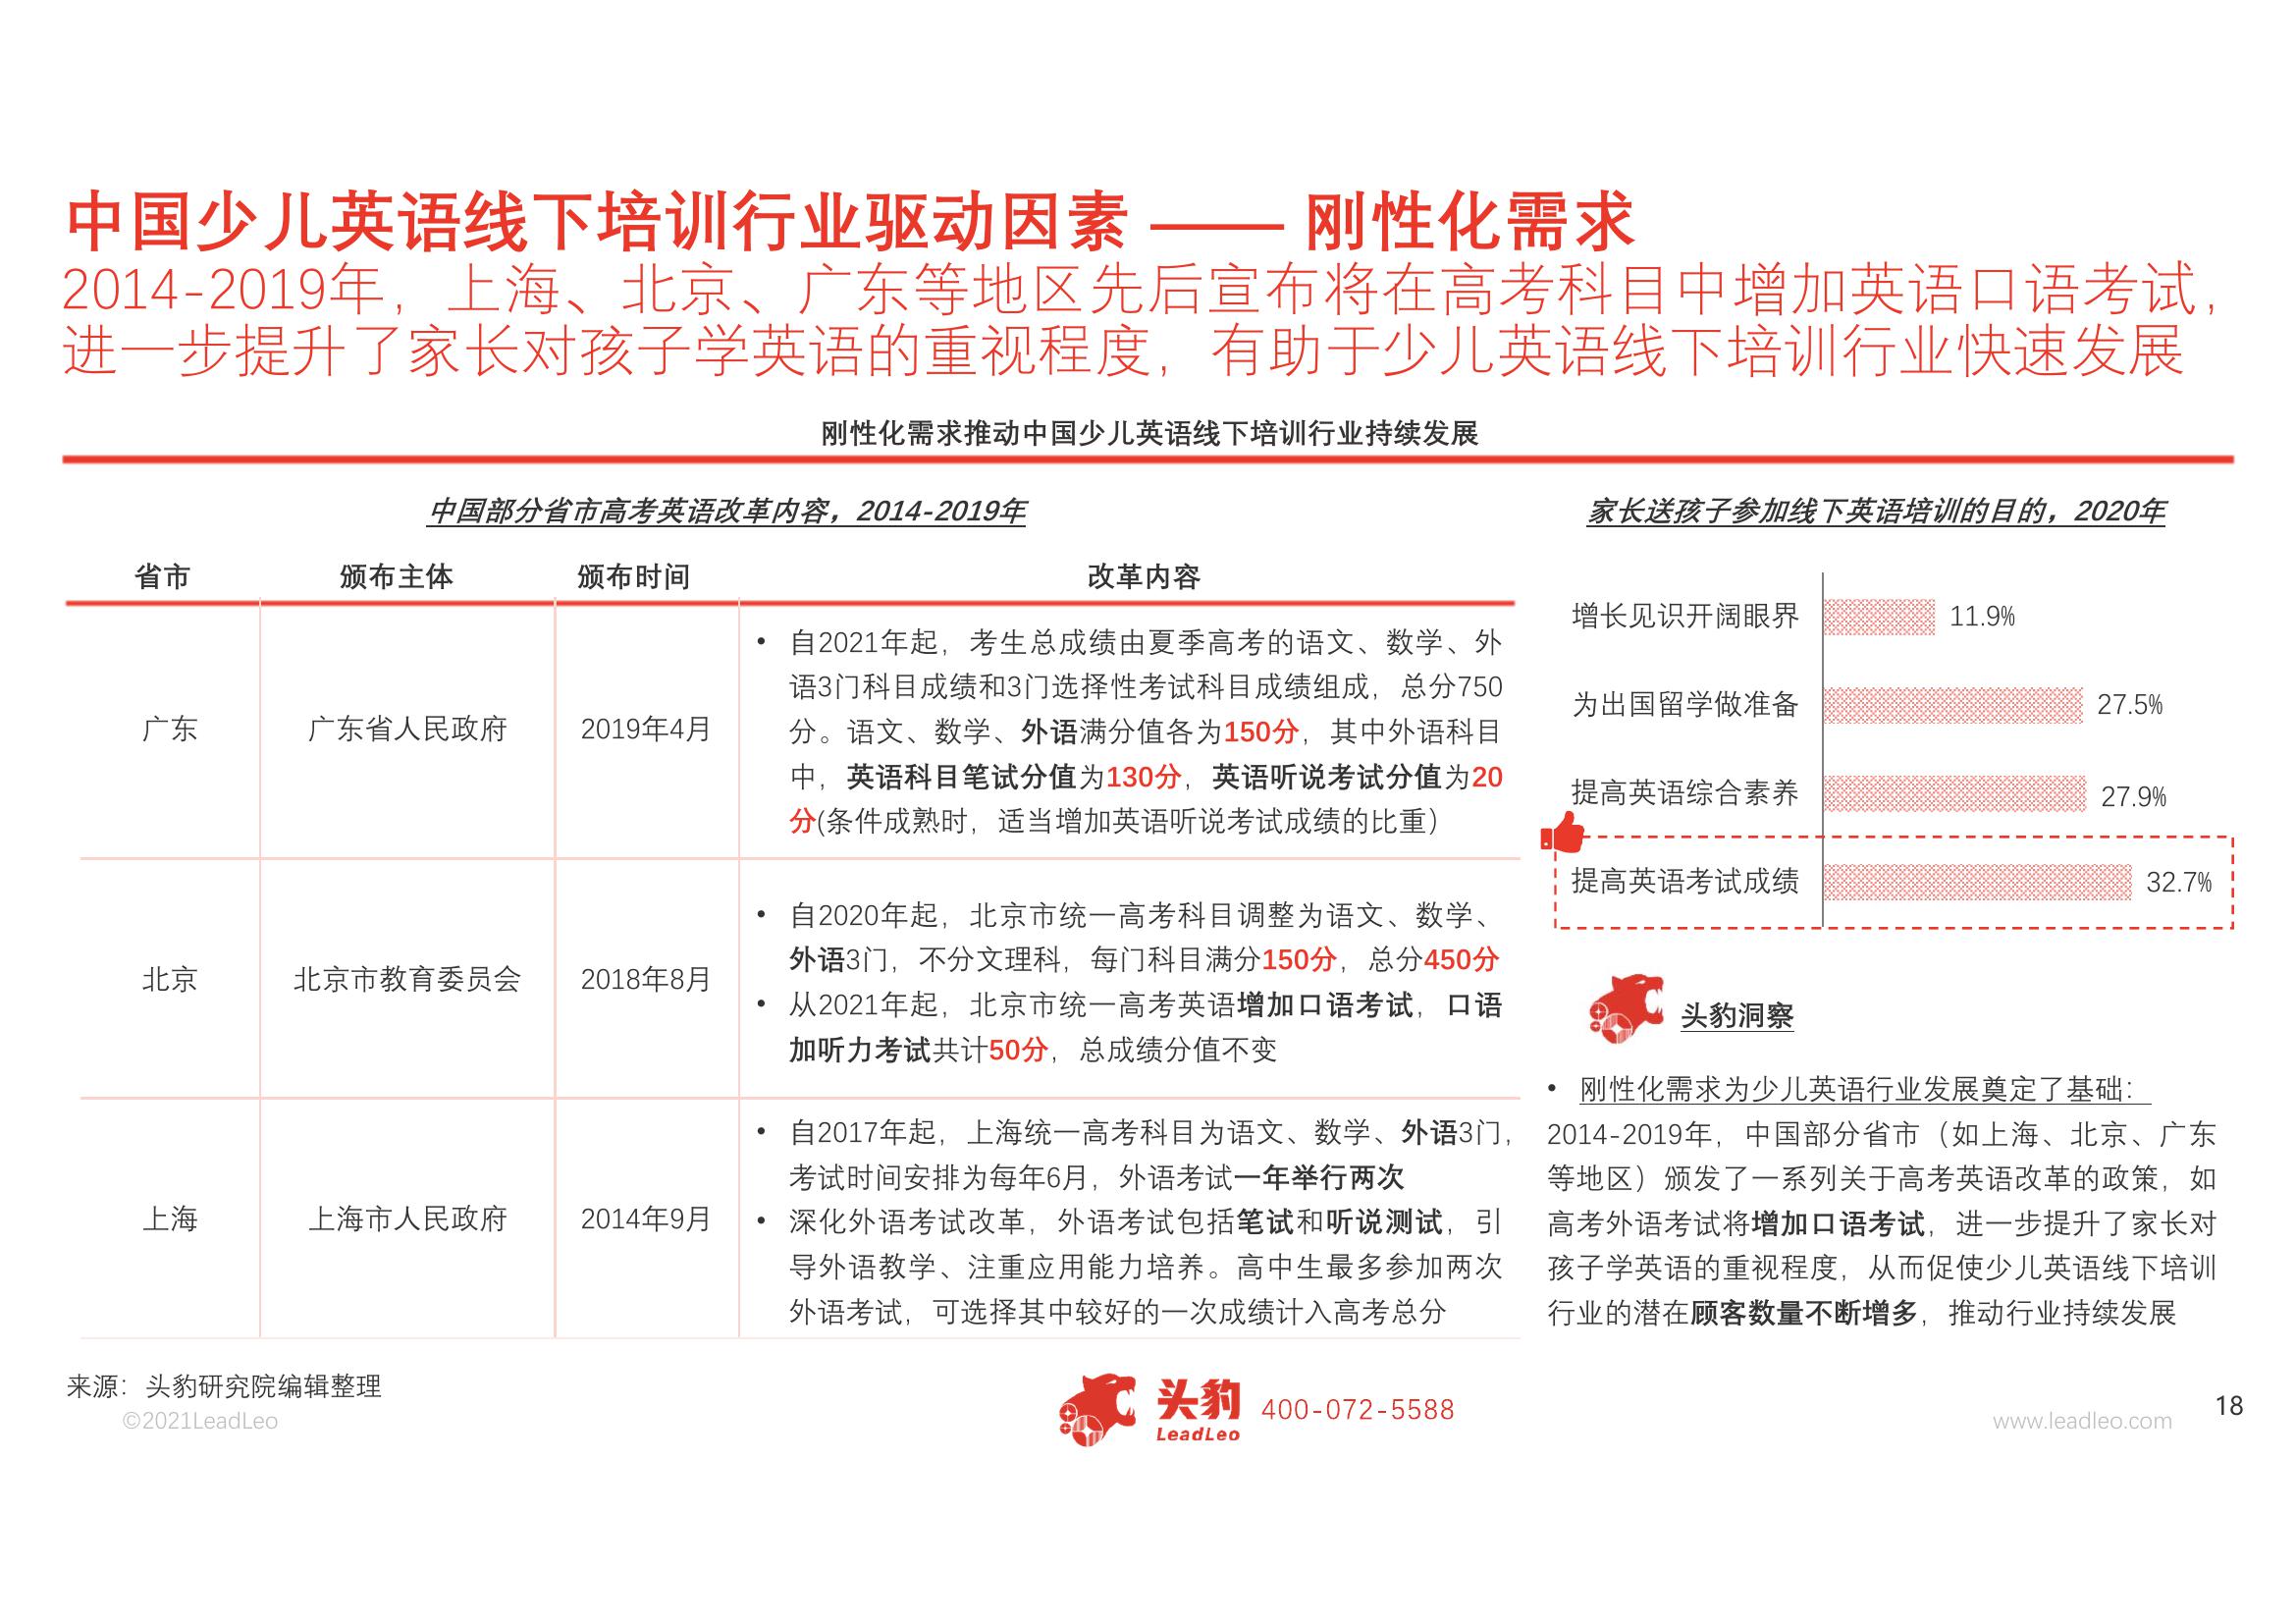 中国少儿英语线下培训行业驱动因素 —— 刚性化需求
2014-2019年，上海、北京、广东等地区先后宣布将在高考科目中增加英语口语考试，
进一步提升了家长对孩子学英语的重视程度，有助于少儿英语线下培训行业快速发展
刚性化需求推动中国少儿英语线下培训行业持续发展
中国部分省市高考英语改革内容，2014-2019年
省市 颁布主体 颁布时间 改革内容
广东 广东省人民政府 2019年4月
• 自2021年起，考生总成绩由夏季高考的语文、数学、外
语3门科目成绩和3门选择性考试科目成绩组成，总分750
分。语文、数学、外语满分值各为150分，其中外语科目
中，英语科目笔试分值为130分，英语听说考试分值为20
分(条件成熟时，适当增加英语听说考试成绩的比重）
北京 北京市教育委员会 2018年8月
• 自2020年起，北京市统一高考科目调整为语文、数学、
外语3门，不分文理科，每门科目满分150分，总分450分
• 从2021年起，北京市统一高考英语增加口语考试，口语
加听力考试共计50分，总成绩分值不变
上海 上海市人民政府 2014年9月
• 自2017年起，上海统一高考科目为语文、数学、外语3门，
考试时间安排为每年6月，外语考试一年举行两次
• 深化外语考试改革，外语考试包括笔试和听说测试，引
导外语教学、注重应用能力培养。高中生最多参加两次
外语考试，可选择其中较好的一次成绩计入高考总分
家长送孩子参加线下英语培训的目的，2020年
增长见识开阔眼界 11.9%
为出国留学做准备 27.5%
提高英语综合素养 27.9%
提高英语考试成绩 32.7%
头豹洞察
• 刚性化需求为少儿英语行业发展奠定了基础：
2014-2019年，中国部分省市（如上海、北京、广东
等地区）颁发了一系列关于高考英语改革的政策，如
高考外语考试将增加口语考试，进一步提升了家长对
孩子学英语的重视程度，从而促使少儿英语线下培训
行业的潜在顾客数量不断增多，推动行业持续发展
来源：头豹研究院编辑整理
©2021LeadLeo
头豹
LeadLeo
400-072-5588
www.leadleo.com
18